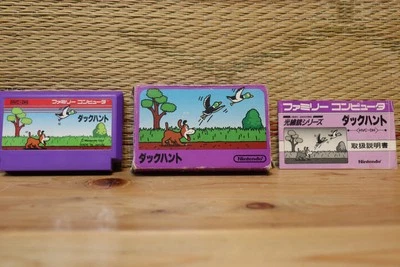 ファミリー コンピュータ
ダックハント
ダックハント
Nintendo
ファミリー コンピュータ
光線銃シリーズ
ダックハント
取扱説明書
Nintendo